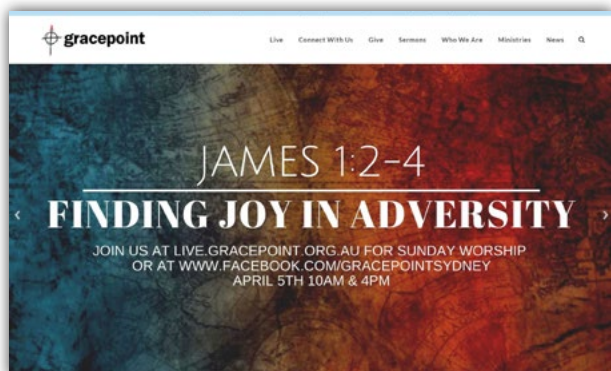 gracepoint
Live Connect With Us Give Sermons Who We Are Ministries News
JAMES 1:2-4
FINDING JOY IN ADVERSITY
JOIN US AT LIVE.GRACEPOINT.ORG.AU FOR SUNDAY WORSHIP
OR AT WWW.FACEBOOK.COM/GRACEPOINTSYDNEY
APRIL 5TH 10AM & 4PM